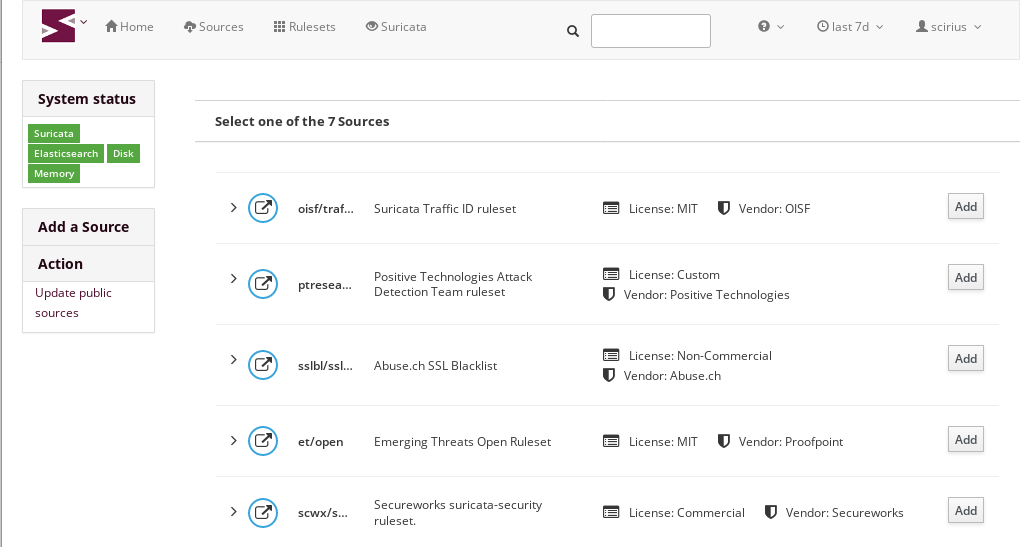 Home Sources Rulesets Suricata last 7d scirius
System status
Suricata
Elasticsearch Disk
Memory
Add a Source
Action
Update public
sources
Select one of the 7 Sources
oisf/traf... Suricata Traffic ID ruleset License: MIT Vendor: OISF Add
ptresea... Positive Technologies Attack
Detection Team ruleset
License: Custom
Vendor: Positive Technologies
Add
sslbl/ssl... Abuse.ch SSL Blacklist
License: Non-Commercial
Vendor: Abuse.ch
Add
et/open Emerging Threats Open Ruleset License: MIT Vendor: Proofpoint Add
scwx/s... Secureworks suricata-security
ruleset.
License: Commercial Vendor: Secureworks Add